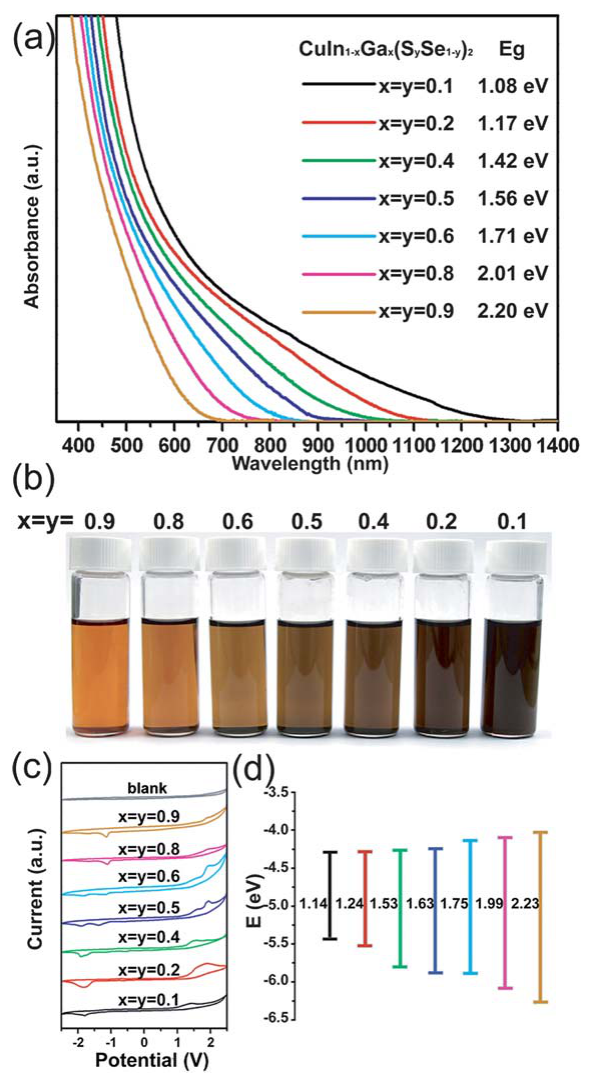 (a)
CuIn1-xGax(SySe1-y)2 Eg
x=y=0.1 1.08 eV
x=y=0.2 1.17 eV
x=y=0.4 1.42 eV
x=y=0.5 1.56 eV
x=y=0.6 1.71 eV
x=y=0.8 2.01 eV
x=y=0.9 2.20 eV
Absorbance (a.u.)
400 500 600 700 800 900 1000 1100 1200 1300 1400
Wavelength (nm)
(b)
x=y= 0.9 0.8 0.6 0.5 0.4 0.2 0.1
(c)
blank
x=y=0.9
x=y=0.8
x=y=0.6
x=y=0.5
x=y=0.4
x=y=0.2
x=y=0.1
Current (a.u.)
-2 -1 0 1 2
Potential (V)
(d)
-3.5
-4.0
-4.5
-5.0
-5.5
-6.0
-6.5
E (eV)
1.14 1.24 1.53 1.63 1.75 1.99 2.23